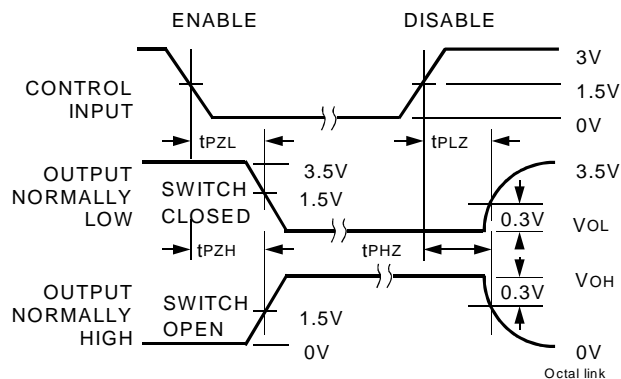 ENABLE DISABLE
3V
CONTROL INPUT 1.5V
0V
tPZL tPLZ
OUTPUT NORMALLY LOW
SWITCH CLOSED
3.5V
1.5V
3.5V
0.3V
VOL
tPZH tPHZ
OUTPUT NORMALLY HIGH
SWITCH OPEN
1.5V
0V
0.3V
VOH
0V
Octal link